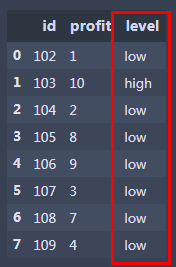 id profit level
0 102 1 low
1 103 10 high
2 104 2 low
3 105 8 low
4 106 9 low
5 107 3 low
6 108 7 low
7 109 4 low